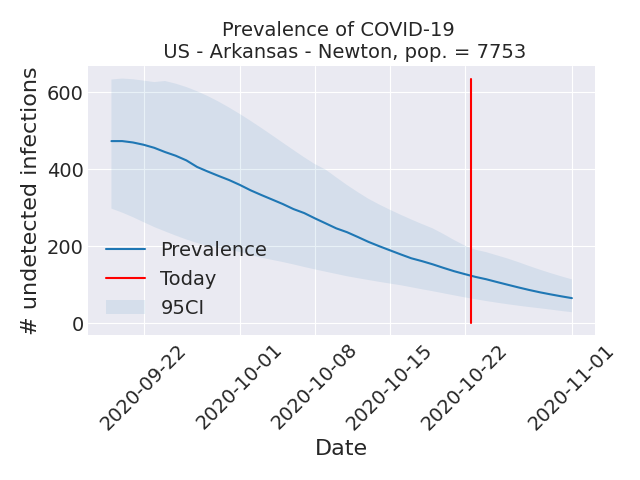 Prevalence of COVID-19
US - Arkansas - Newton, pop. = 7753
# undetected infections
600
400
200
0
Prevalence
Today
95CI
2020-09-22
2020-10-01
2020-10-08
2020-10-15
2020-10-22
2020-11-01
Date